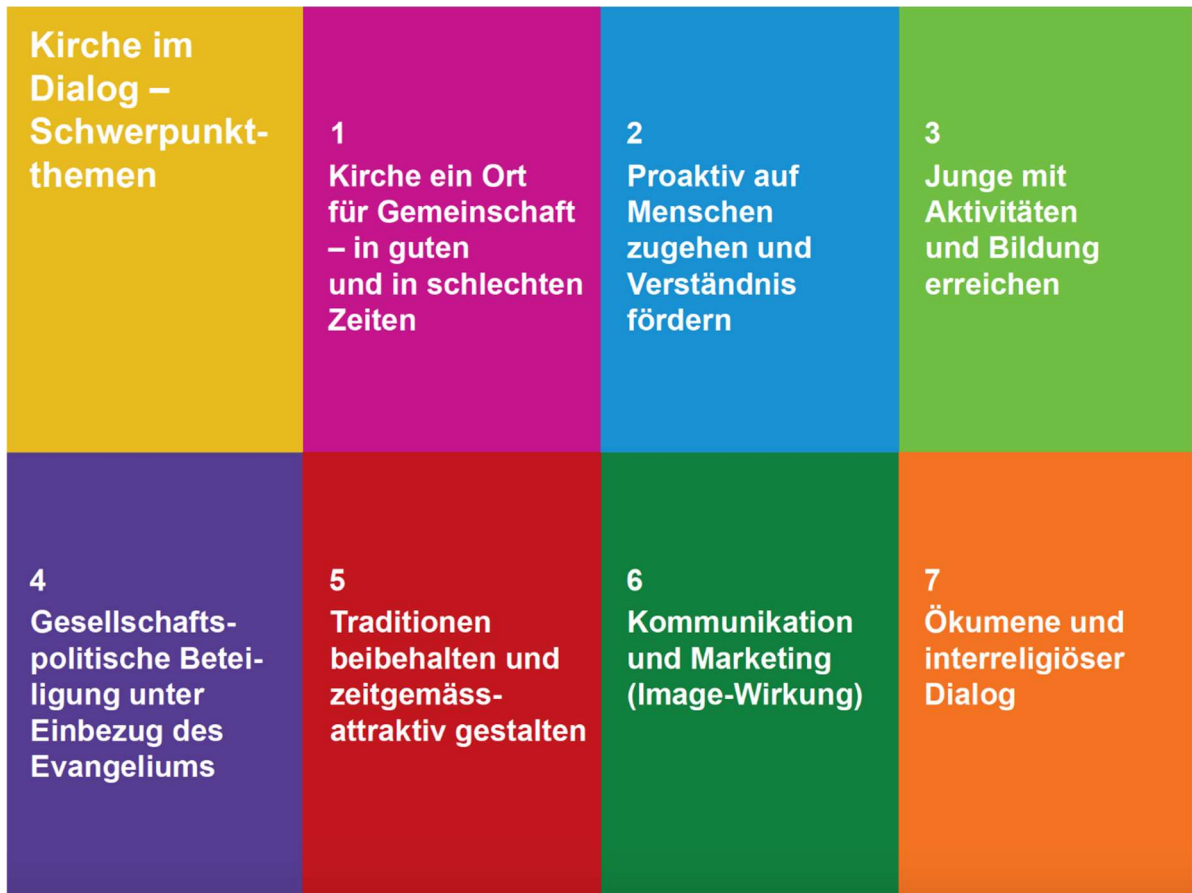 Kirche im
Dialog –
Schwerpunkt-
themen
1
Kirche ein Ort
für Gemeinschaft
– in guten
und in schlechten
Zeiten
2
Proaktiv auf
Menschen
zugehen und
Verständnis
fördern
3
Junge mit
Aktivitäten
und Bildung
erreichen
4
Gesellschafts-
politische Betei-
ligung unter
Einbezug des
Evangeliums
5
Traditionen
beibehalten und
zeitgemäss-
attraktiv gestalten
6
Kommunikation
und Marketing
(Image-Wirkung)
7
Ökumene und
interreligiöser
Dialog